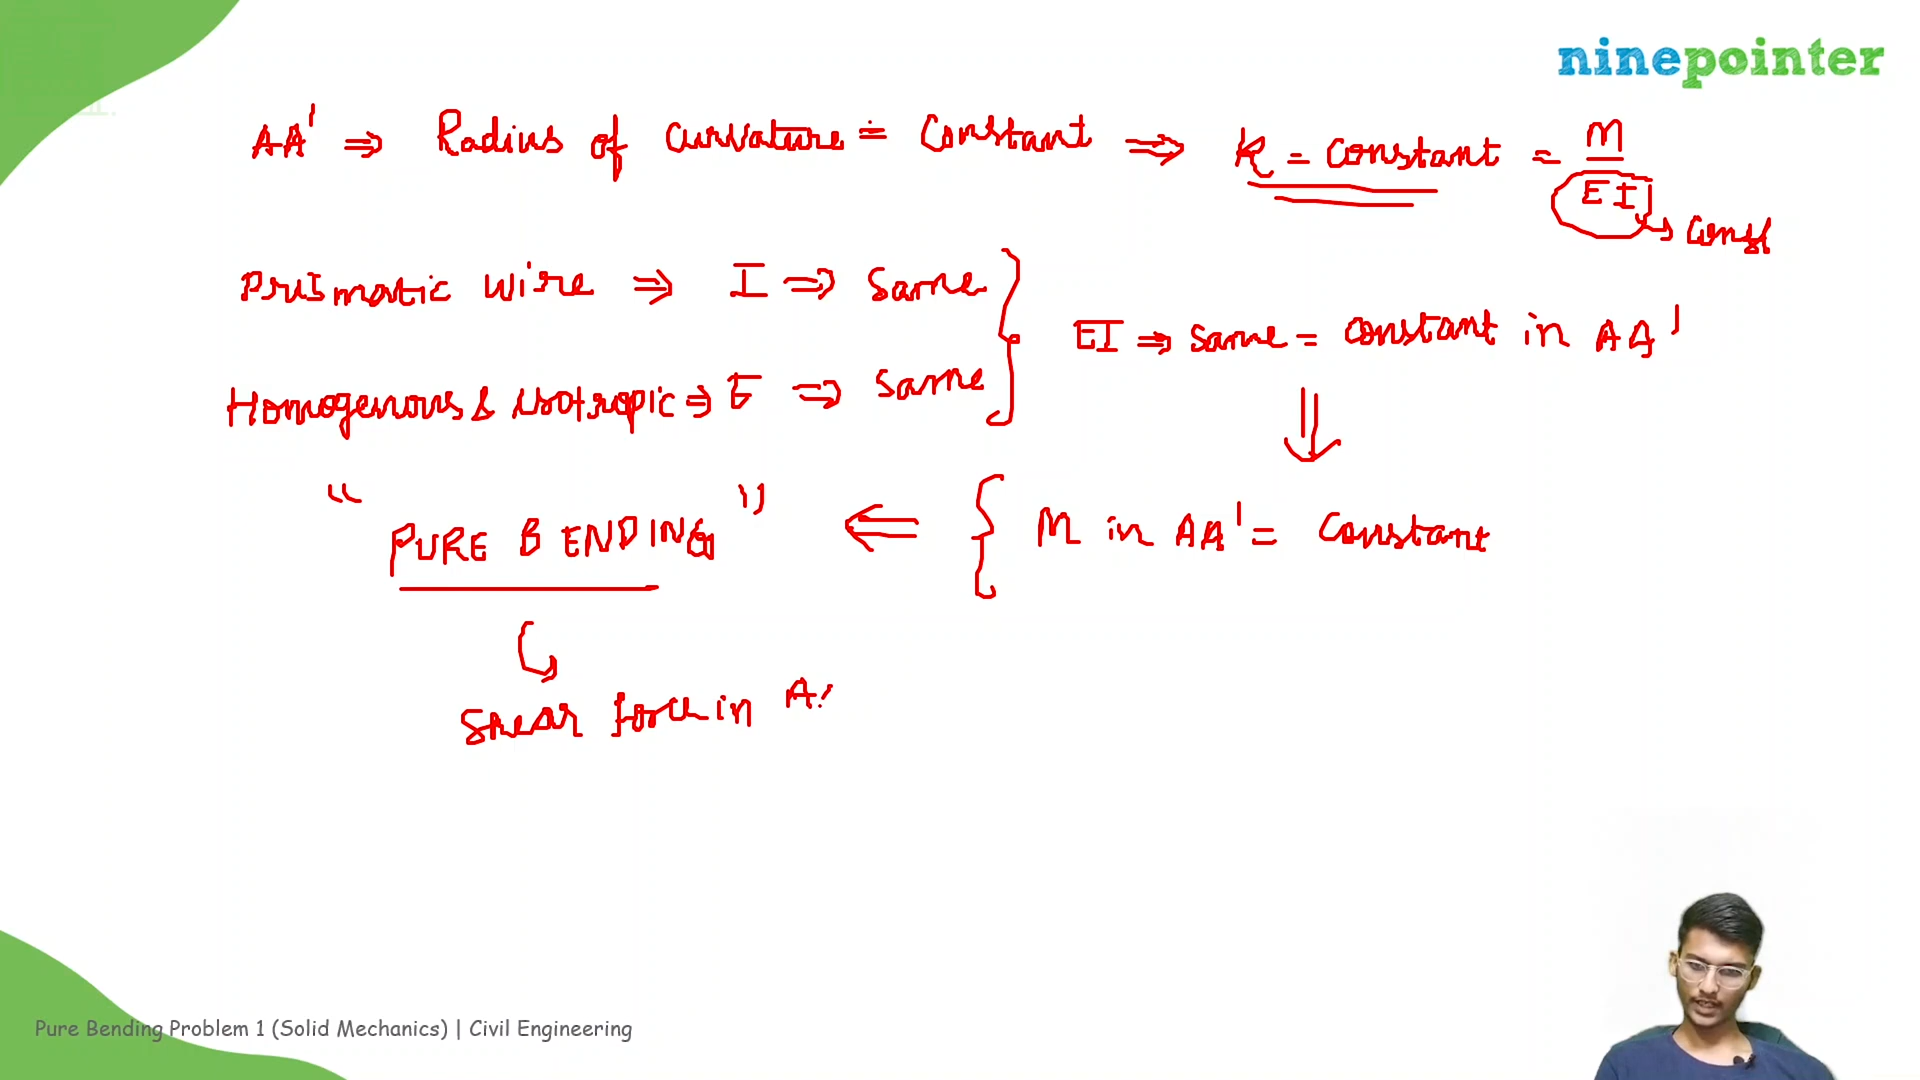 ninepointer
AA' ⇒ Radius of Curvature = Constant ⇒ K = constant = M / EI → const
Prismatic wire ⇒ I ⇒ Same
EI ⇒ same = constant in AA'
Homogenous & isotropic ⇒ E ⇒ Same
" PURE BENDING " ⇐ { M in AA' = Constant
Shear force in A
Pure Bending Problem 1 (Solid Mechanics) | Civil Engineering